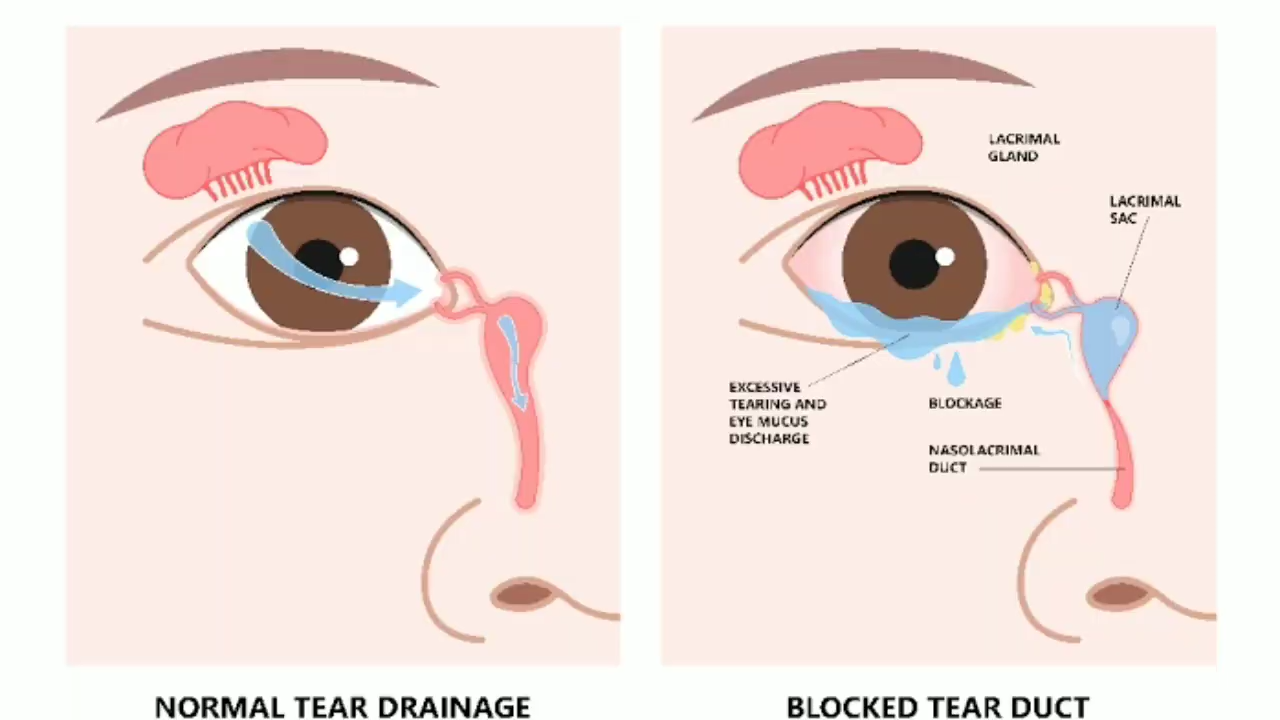 LACRIMAL
GLAND
LACRIMAL
SAC
EXCESSIVE
TEARING AND
EYE MUCUS
DISCHARGE
BLOCKAGE
NASOLACRIMAL
DUCT
NORMAL TEAR DRAINAGE
BLOCKED TEAR DUCT